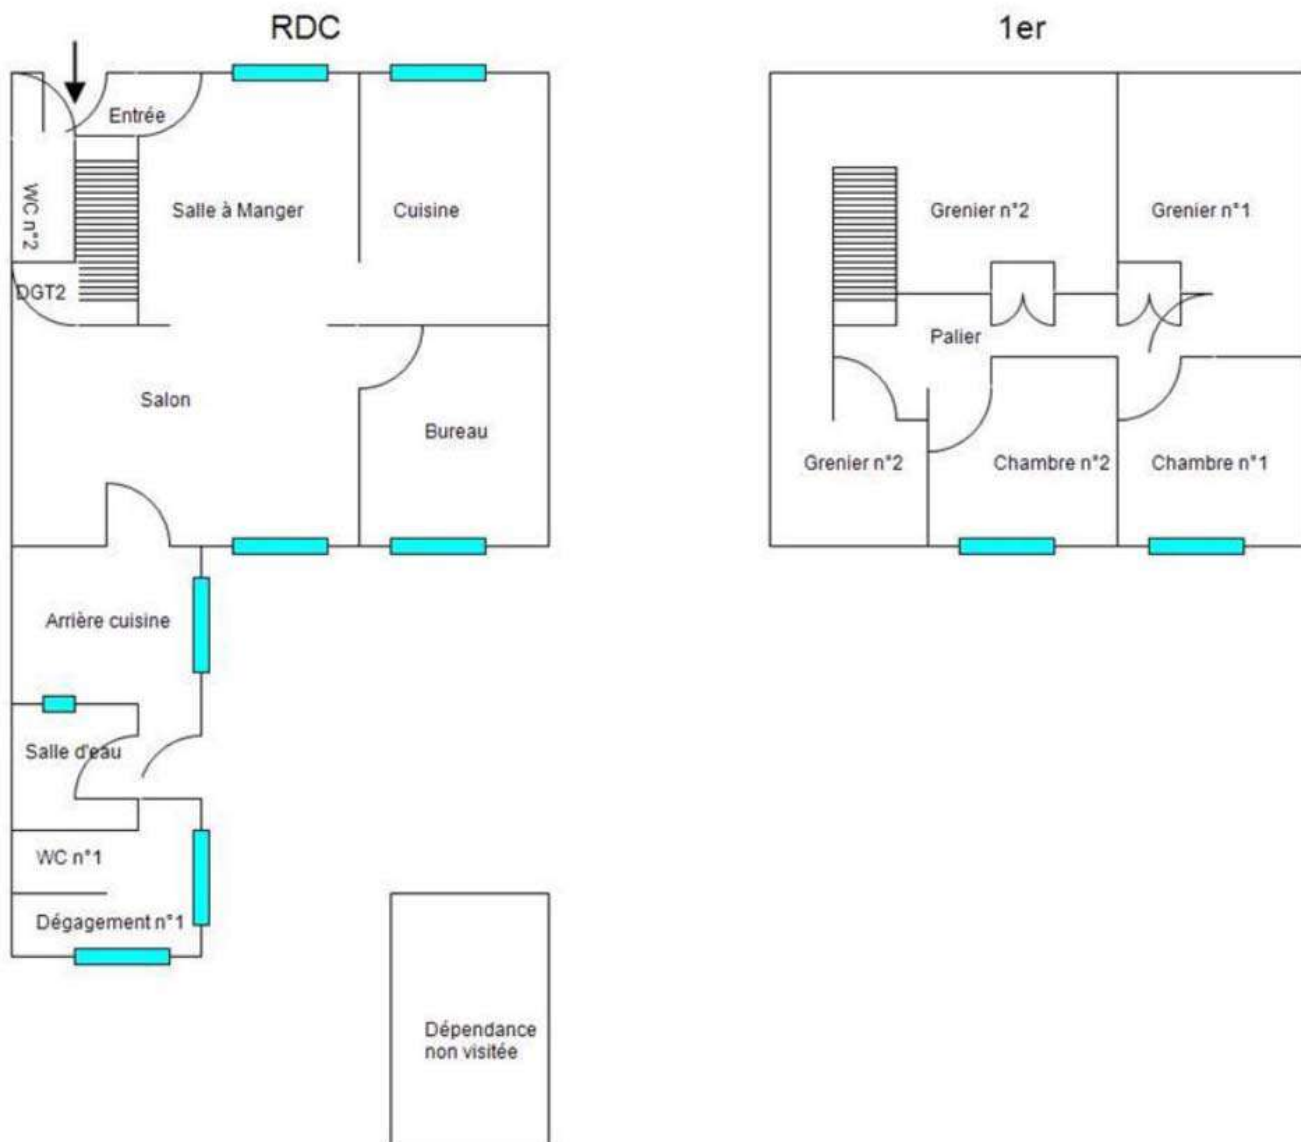 RDC
1er
Entrée
WC n°2
Salle à Manger
Cuisine
Grenier n°2
Grenier n°1
DGT2
Palier
Salon
Bureau
Grenier n°2
Chambre n°2
Chambre n°1
Arrière cuisine
Salle d'eau
WC n°1
Dégagement n°1
Dépendance
non visitée